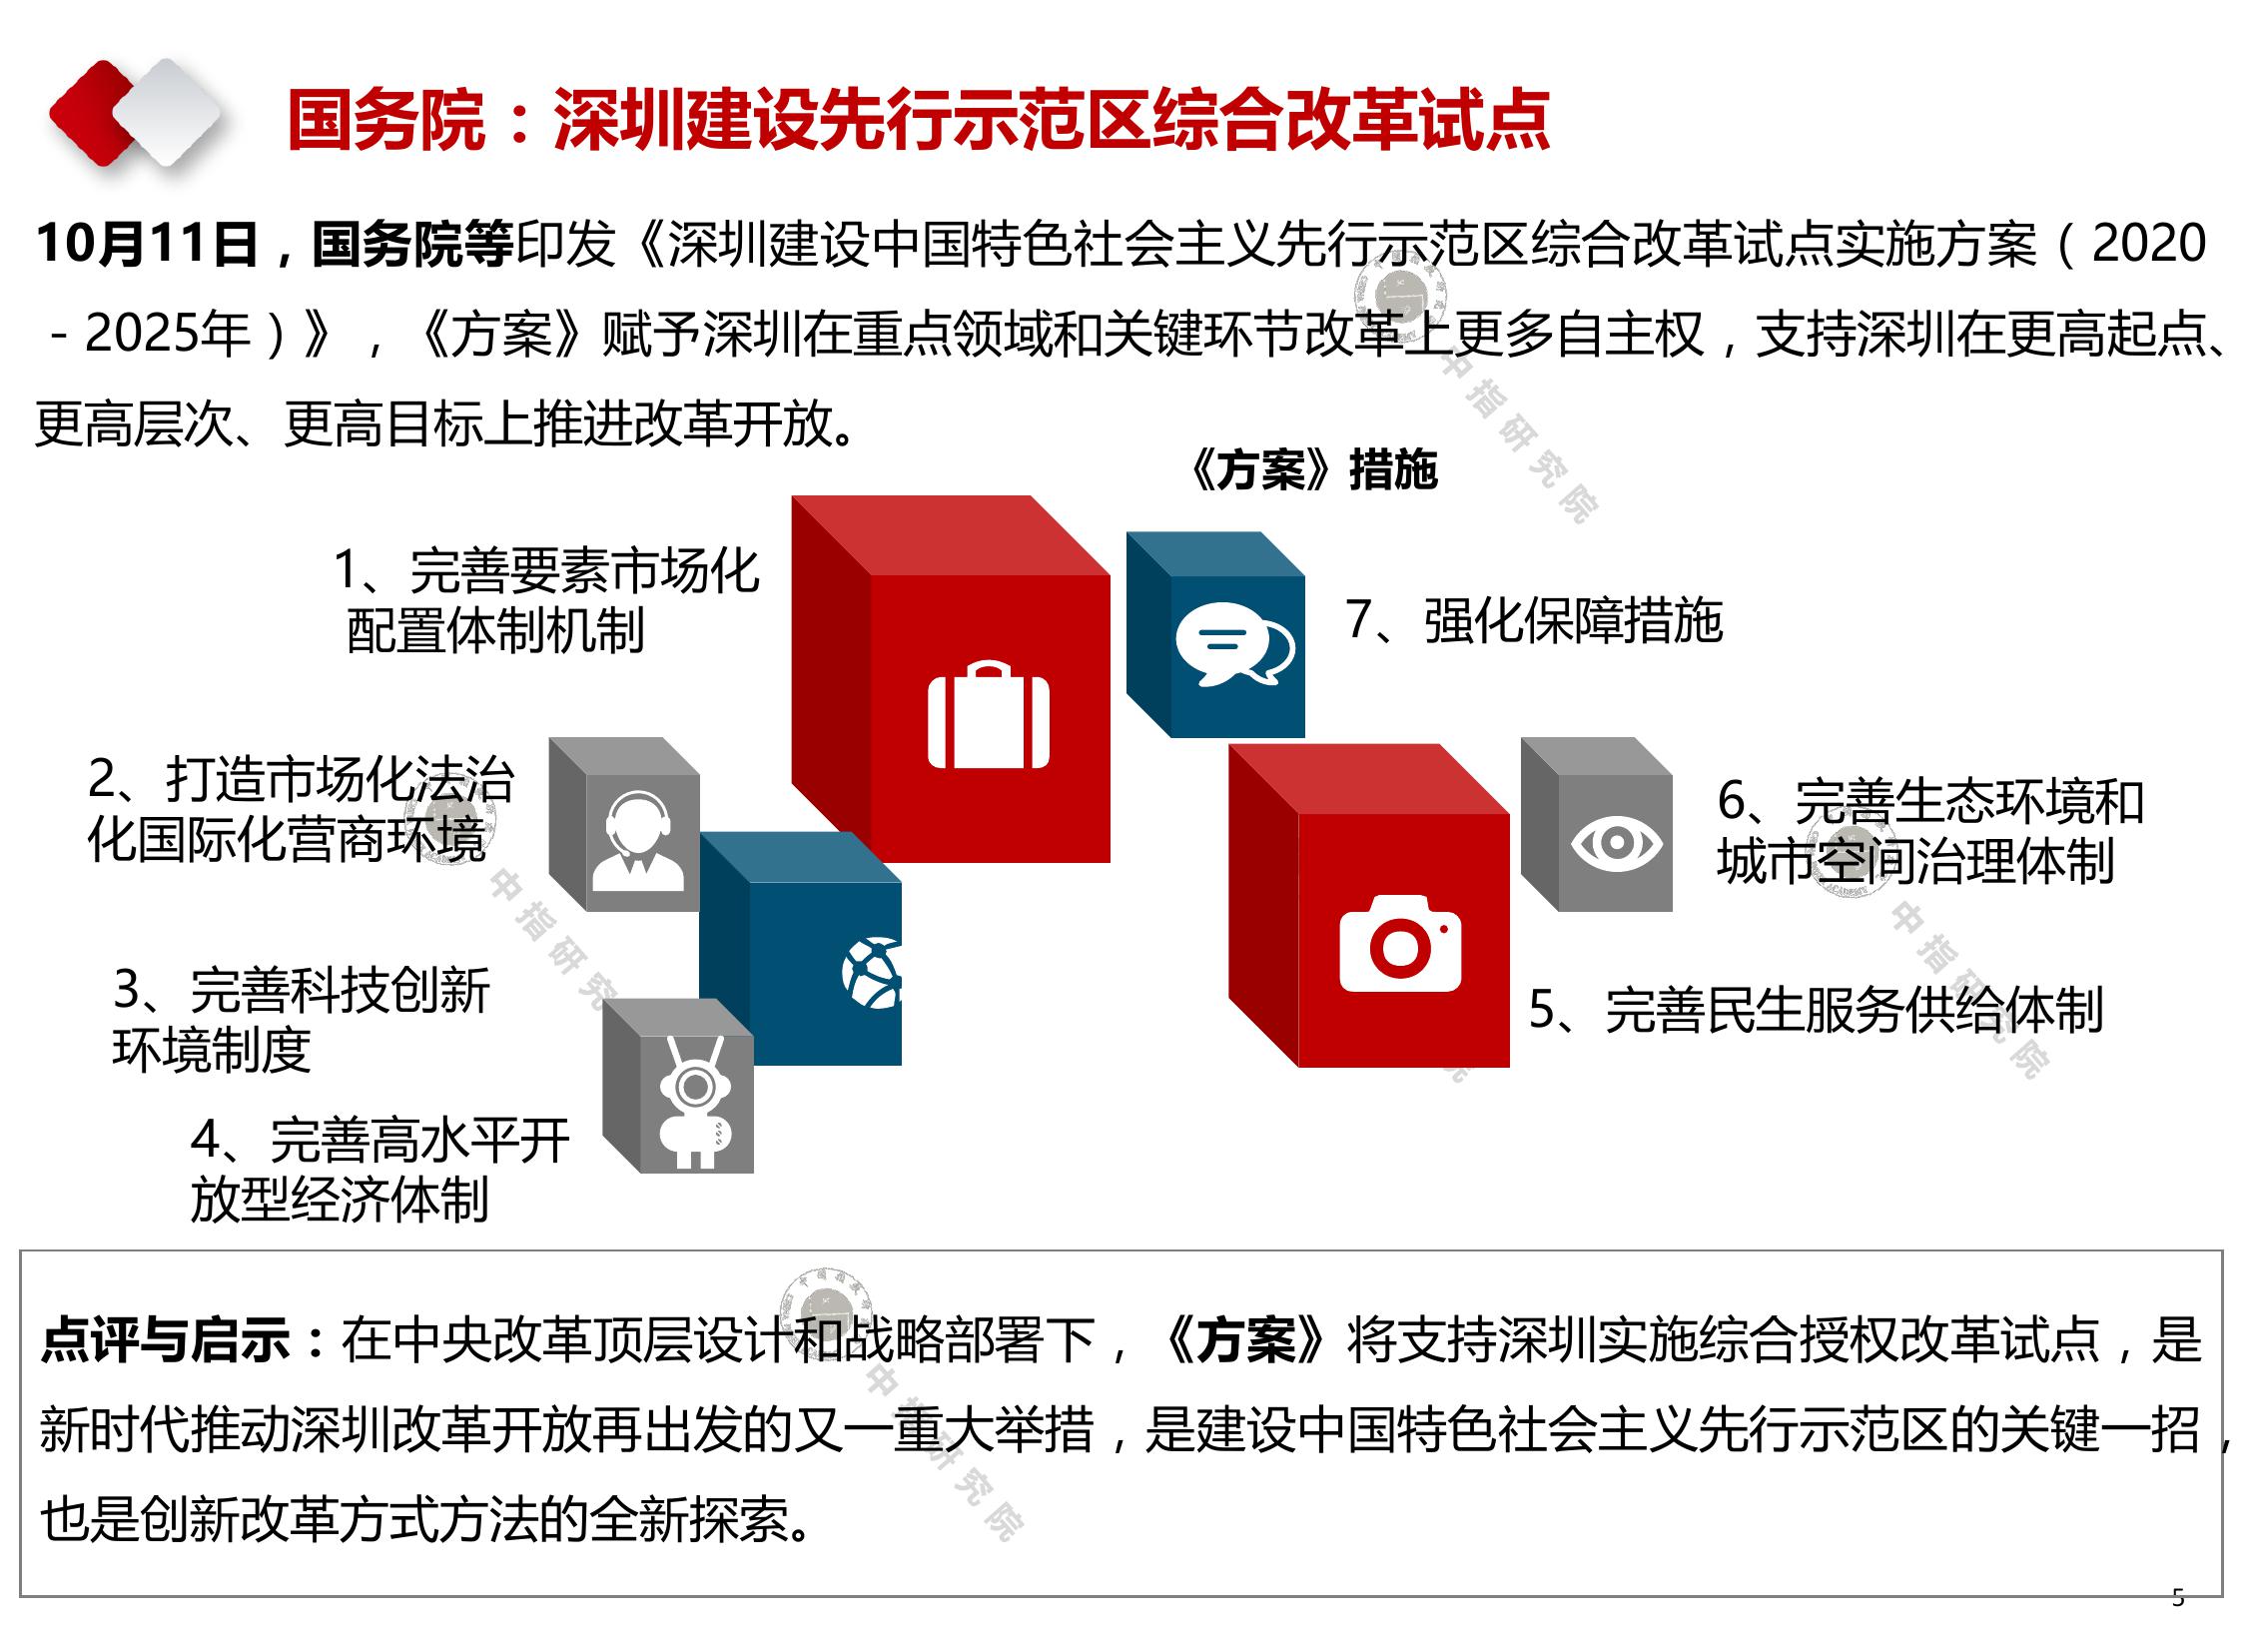 国务院：深圳建设先行示范区综合改革试点
10月11日，国务院等印发《深圳建设中国特色社会主义先行示范区综合改革试点实施方案（2020
－2025年）》，《方案》赋予深圳在重点领域和关键环节改革上更多自主权，支持深圳在更高起点、
更高层次、更高目标上推进改革开放。
《方案》措施
1、完善要素市场化
配置体制机制
2、打造市场化法治
化国际化营商环境
3、完善科技创新
环境制度
4、完善高水平开
放型经济体制
7、强化保障措施
6、完善生态环境和
城市空间治理体制
5、完善民生服务供给体制
点评与启示：在中央改革顶层设计和战略部署下，《方案》将支持深圳实施综合授权改革试点，是
新时代推动深圳改革开放再出发的又一重大举措，是建设中国特色社会主义先行示范区的关键一招，
也是创新改革方式方法的全新探索。
5
中指研究院
中指研究
中指研究院
院
中指研究院